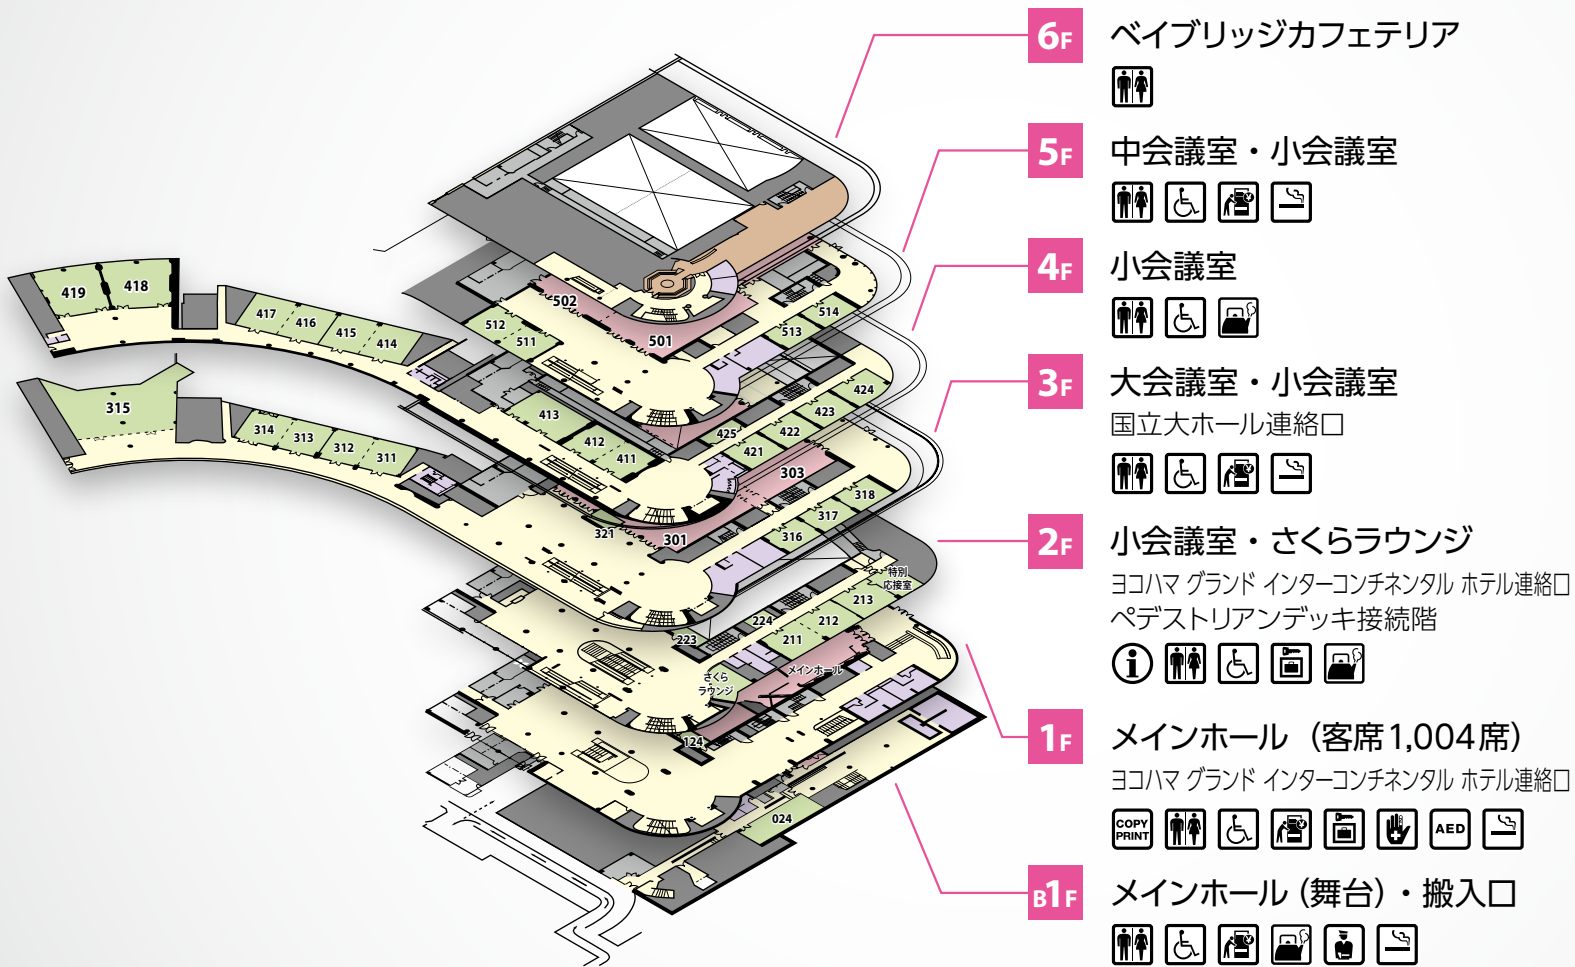 6F ベイブリッジカフェテリア
5F 中会議室・小会議室
4F 小会議室
3F 大会議室・小会議室
国立大ホール連絡口
2F 小会議室・さくらラウンジ
ヨコハマ グランド インターコンチネンタル ホテル連絡口
ペデストリアンデッキ接続階
1F メインホール（客席1,004席）
ヨコハマ グランド インターコンチネンタル ホテル連絡口
COPY
PRINT
AED
B1F メインホール（舞台）・搬入口
502
501
512
511
513
514
419
418
417
416
415
414
413
412
411
425
421
422
423
424
315
314
313
312
311
321
301
303
316
317
318
特別
応接室
223
224
211
212
213
さくら
ラウンジ
メインホール
124
024